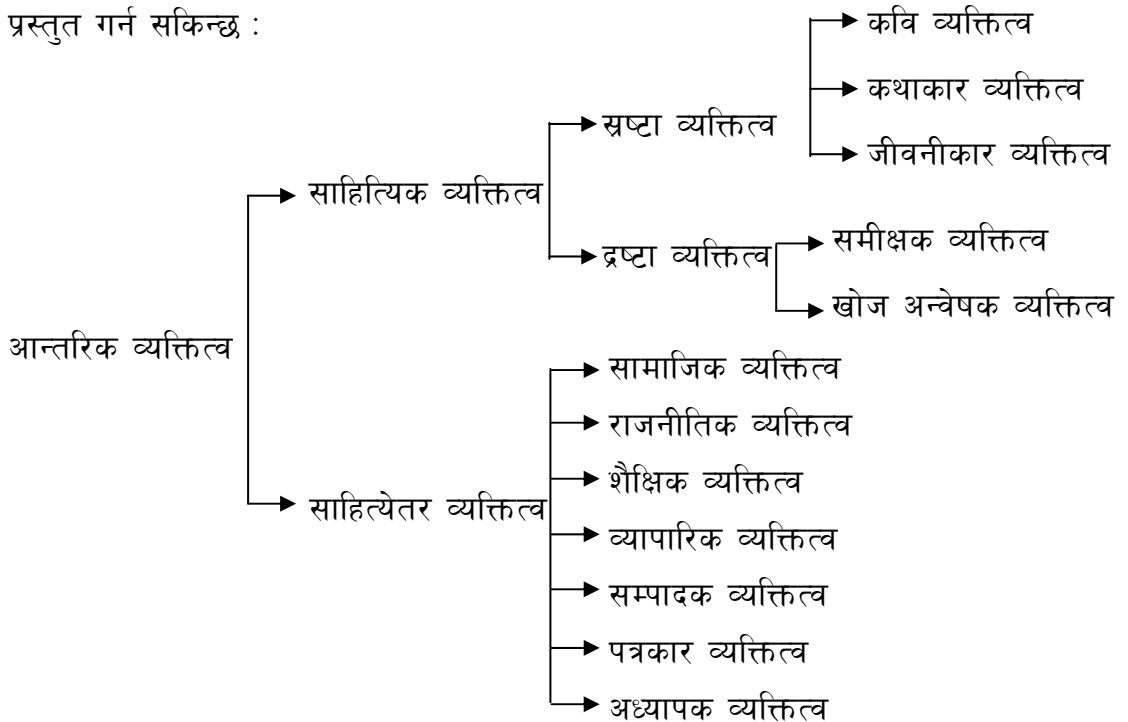 प्रस्तुत गर्न सकिन्छ :
कवि व्यक्तित्व
कथाकार व्यक्तित्व
स्रष्टा व्यक्तित्व
जीवनीकार व्यक्तित्व
साहित्यिक व्यक्तित्व
समीक्षक व्यक्तित्व
द्रष्टा व्यक्तित्व
खोज अन्वेषक व्यक्तित्व
आन्तरिक व्यक्तित्व
सामाजिक व्यक्तित्व
राजनीतिक व्यक्तित्व
शैक्षिक व्यक्तित्व
साहित्येतर व्यक्तित्व
व्यापारिक व्यक्तित्व
सम्पादक व्यक्तित्व
पत्रकार व्यक्तित्व
अध्यापक व्यक्तित्व